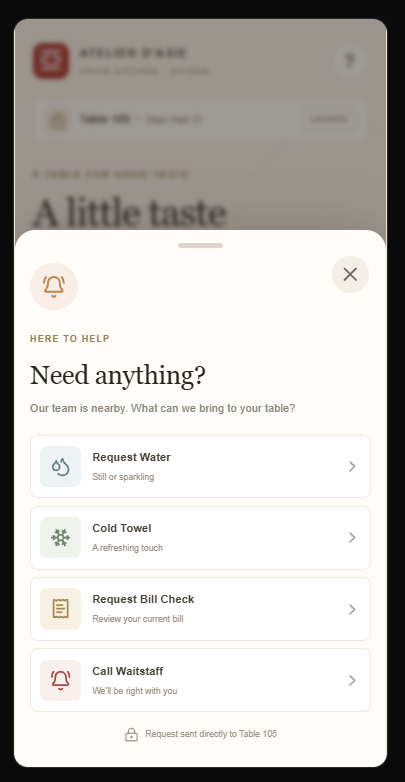 ATELIER D'ASIE
?
Table 105
A TABLE FOR GOOD TASTE
A little taste
HERE TO HELP
Need anything?
Our team is nearby. What can we bring to your table?
Request Water
Still or sparkling
Cold Towel
A refreshing touch
Request Bill Check
Review your current bill
Call Waitstaff
We'll be right with you
Request sent directly to Table 105